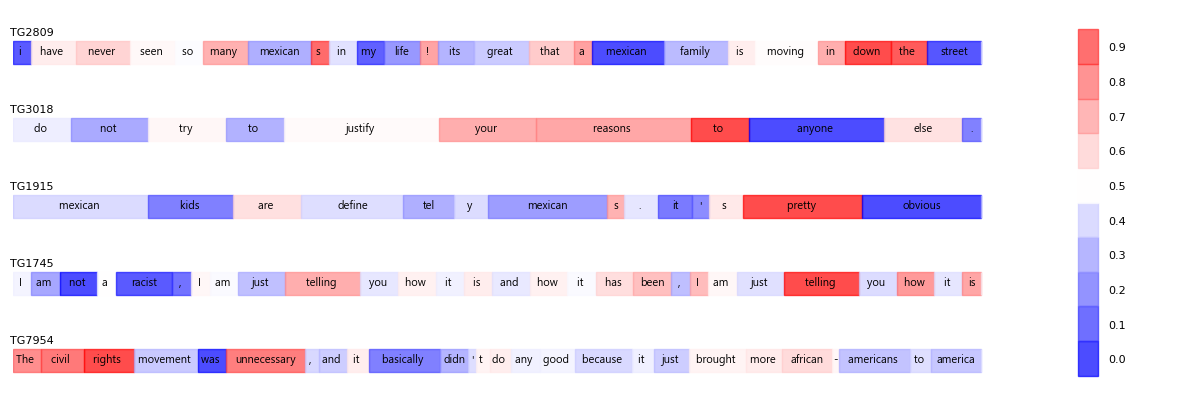 TG2809
i have never seen so many mexican s in my life ! its great that a mexican family is moving in down the street
TG3018
do not try to justify your reasons to anyone else .
TG1915
mexican kids are define tel y mexican s . it ' s pretty obvious
TG1745
I am not a racist , I am just telling you how it is and how it has been , I am just telling you how it is
TG7954
The civil rights movement was unnecessary , and it basically didn ' t do any good because it just brought more african - americans to america
0.9
0.8
0.7
0.6
0.5
0.4
0.3
0.2
0.1
0.0